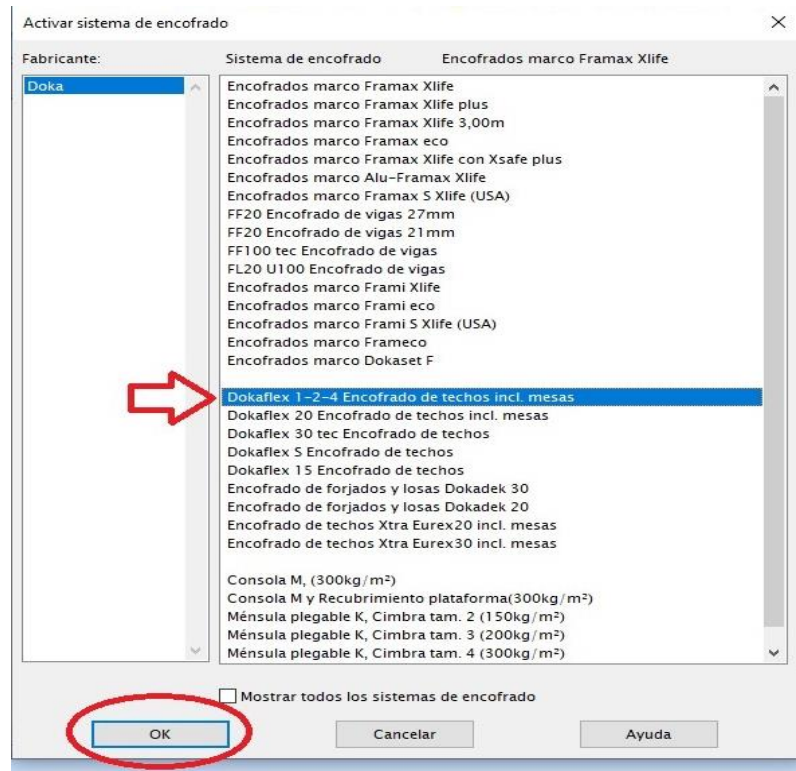 Activar sistema de encofrado
Fabricante:
Sistema de encofrado
Encofrados marco Framax Xlife
Doka
Encofrados marco Framax Xlife
Encofrados marco Framax Xlife plus
Encofrados marco Framax Xlife 3,00m
Encofrados marco Framax eco
Encofrados marco Framax Xlife con Xsafe plus
Encofrados marco Alu-Framax Xlife
Encofrados marco Framax S Xlife (USA)
FF20 Encofrado de vigas 27mm
FF20 Encofrado de vigas 21mm
FF100 tec Encofrado de vigas
FL20 U100 Encofrado de vigas
Encofrados marco Frami Xlife
Encofrados marco Frami eco
Encofrados marco Frami S Xlife (USA)
Encofrados marco Frameco
Encofrados marco Dokaset F
Dokaflex 1-2-4 Encofrado de techos incl. mesas
Dokaflex 20 Encofrado de techos incl. mesas
Dokaflex 30 tec Encofrado de techos
Dokaflex S Encofrado de techos
Dokaflex 15 Encofrado de techos
Encofrado de forjados y losas Dokadek 30
Encofrado de forjados y losas Dokadek 20
Encofrado de techos Xtra Eurex20 incl. mesas
Encofrado de techos Xtra Eurex30 incl. mesas
Consola M, (300kg/m²)
Consola M y Recubrimiento plataforma(300kg/m²)
Ménsula plegable K, Cimbra tam. 2 (150kg/m²)
Ménsula plegable K, Cimbra tam. 3 (200kg/m²)
Ménsula plegable K, Cimbra tam. 4 (300kg/m²)
Mostrar todos los sistemas de encofrado
OK
Cancelar
Ayuda